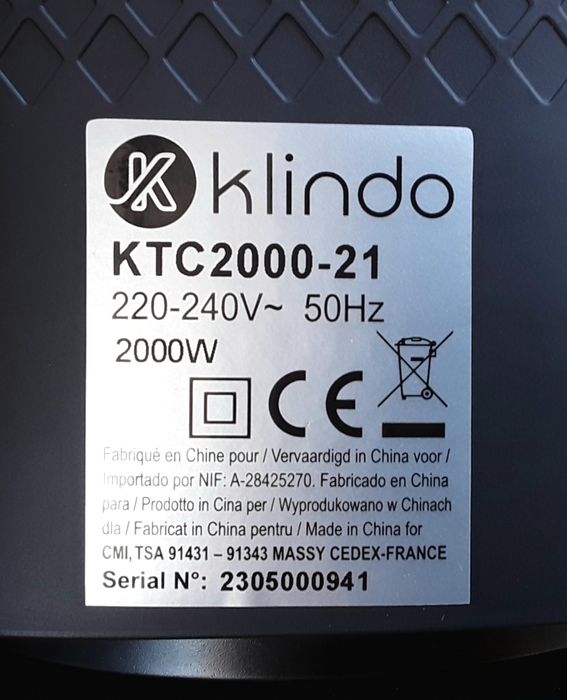 klindo
KTC2000-21
220-240V~ 50Hz
2000W
CE
Fabriqué en Chine pour / Vervaardigd in China voor /
Importado por NIF: A-28425270. Fabricado en China
para / Prodotto in Cina per / Wyprodukowano w Chinach
dla / Fabricat in China pentru / Made in China for
CMI, TSA 91431 – 91343 MASSY CEDEX-FRANCE
Serial N°: 2305000941